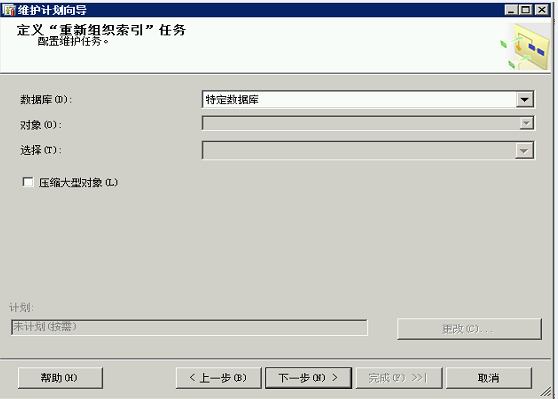 维护计划向导
定义“重新组织索引”任务
配置维护任务。
数据库(D): 特定数据库
对象(O):
选择(T):
压缩大型对象(L)
计划:
未计划(按需)
更改(C)...
帮助(H) < 上一步(B) 下一步(N) > 完成(F) >>| 取消